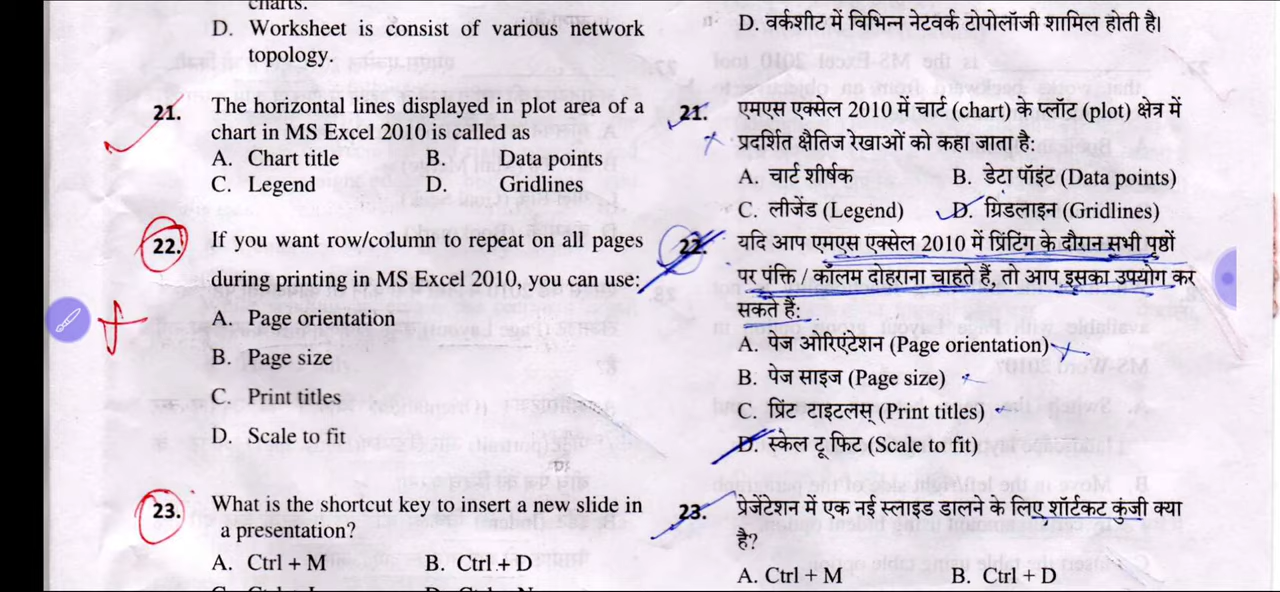 charts.
D. Worksheet is consist of various network
topology.
21. The horizontal lines displayed in plot area of a
chart in MS Excel 2010 is called as
A. Chart title B. Data points
C. Legend D. Gridlines
22. If you want row/column to repeat on all pages
during printing in MS Excel 2010, you can use:
A. Page orientation
B. Page size
C. Print titles
D. Scale to fit
23. What is the shortcut key to insert a new slide in
a presentation?
A. Ctrl + M B. Ctrl + D
D. वर्कशीट में विभिन्न नेटवर्क टोपोलॉजी शामिल होती है।
21. एमएस एक्सेल 2010 में चार्ट (chart) के प्लॉट (plot) क्षेत्र में
प्रदर्शित क्षैतिज रेखाओं को कहा जाता है:
A. चार्ट शीर्षक B. डेटा पॉइंट (Data points)
C. लीजेंड (Legend) D. ग्रिडलाइन (Gridlines)
22. यदि आप एमएस एक्सेल 2010 में प्रिंटिंग के दौरान सभी पृष्ठों
पर पंक्ति / कॉलम दोहराना चाहते हैं, तो आप इसका उपयोग कर
सकते हैं:
A. पेज ओरिएंटेशन (Page orientation)
B. पेज साइज (Page size)
C. प्रिंट टाइटलस् (Print titles)
D. स्केल टू फिट (Scale to fit)
23. प्रेजेंटेशन में एक नई स्लाइड डालने के लिए शॉर्टकट कुंजी क्या
है?
A. Ctrl + M B. Ctrl + D